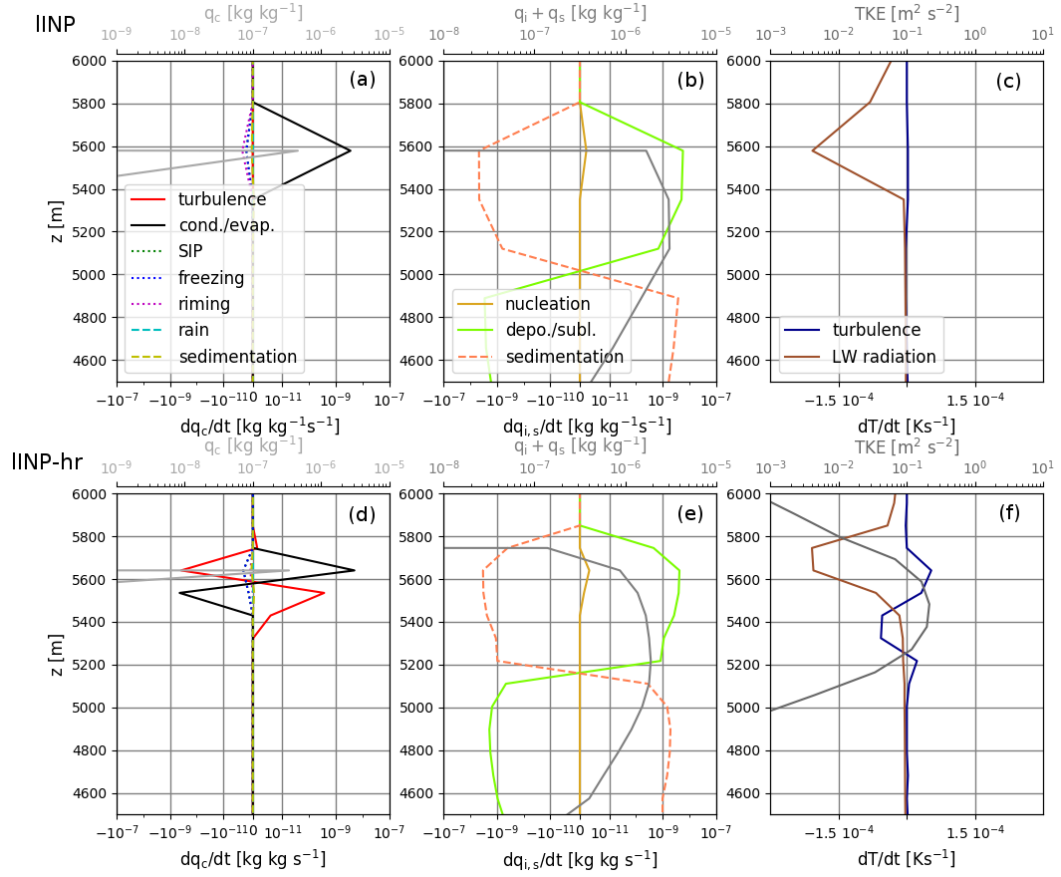 lINP
q_c [kg kg⁻¹] q_i + q_s [kg kg⁻¹] TKE [m² s⁻²]
10⁻⁹ 10⁻⁸ 10⁻⁷ 10⁻⁶ 10⁻⁵ 10⁻⁸ 10⁻⁷ 10⁻⁶ 10⁻⁵ 10⁻³ 10⁻² 10⁻¹ 10⁰ 10¹
(a) (b) (c)
6000
5800
5600
5400
5200
5000
4800
4600
z [m]
turbulence
cond./evap.
SIP
freezing
riming
rain
sedimentation
nucleation
depo./subl.
sedimentation
turbulence
LW radiation
−10⁻⁷ −10⁻⁹ −10⁻¹¹ 0 10⁻¹¹ 10⁻⁹ 10⁻⁷ −10⁻⁷ −10⁻⁹ −10⁻¹¹ 0 10⁻¹¹ 10⁻⁹ 10⁻⁷ −1.5 10⁻⁴ 1.5 10⁻⁴
dq_c/dt [kg kg⁻¹s⁻¹] dq_i,s/dt [kg kg⁻¹s⁻¹] dT/dt [Ks⁻¹]
lINP-hr
q_c [kg kg⁻¹] q_i + q_s [kg kg⁻¹] TKE [m² s⁻²]
10⁻⁹ 10⁻⁸ 10⁻⁷ 10⁻⁶ 10⁻⁵ 10⁻⁸ 10⁻⁷ 10⁻⁶ 10⁻⁵ 10⁻³ 10⁻² 10⁻¹ 10⁰ 10¹
(d) (e) (f)
6000
5800
5600
5400
5200
5000
4800
4600
z [m]
−10⁻⁷ −10⁻⁹ −10⁻¹¹ 0 10⁻¹¹ 10⁻⁹ 10⁻⁷ −10⁻⁷ −10⁻⁹ −10⁻¹¹ 0 10⁻¹¹ 10⁻⁹ 10⁻⁷ −1.5 10⁻⁴ 1.5 10⁻⁴
dq_c/dt [kg kg s⁻¹] dq_i,s/dt [kg kg s⁻¹] dT/dt [Ks⁻¹]